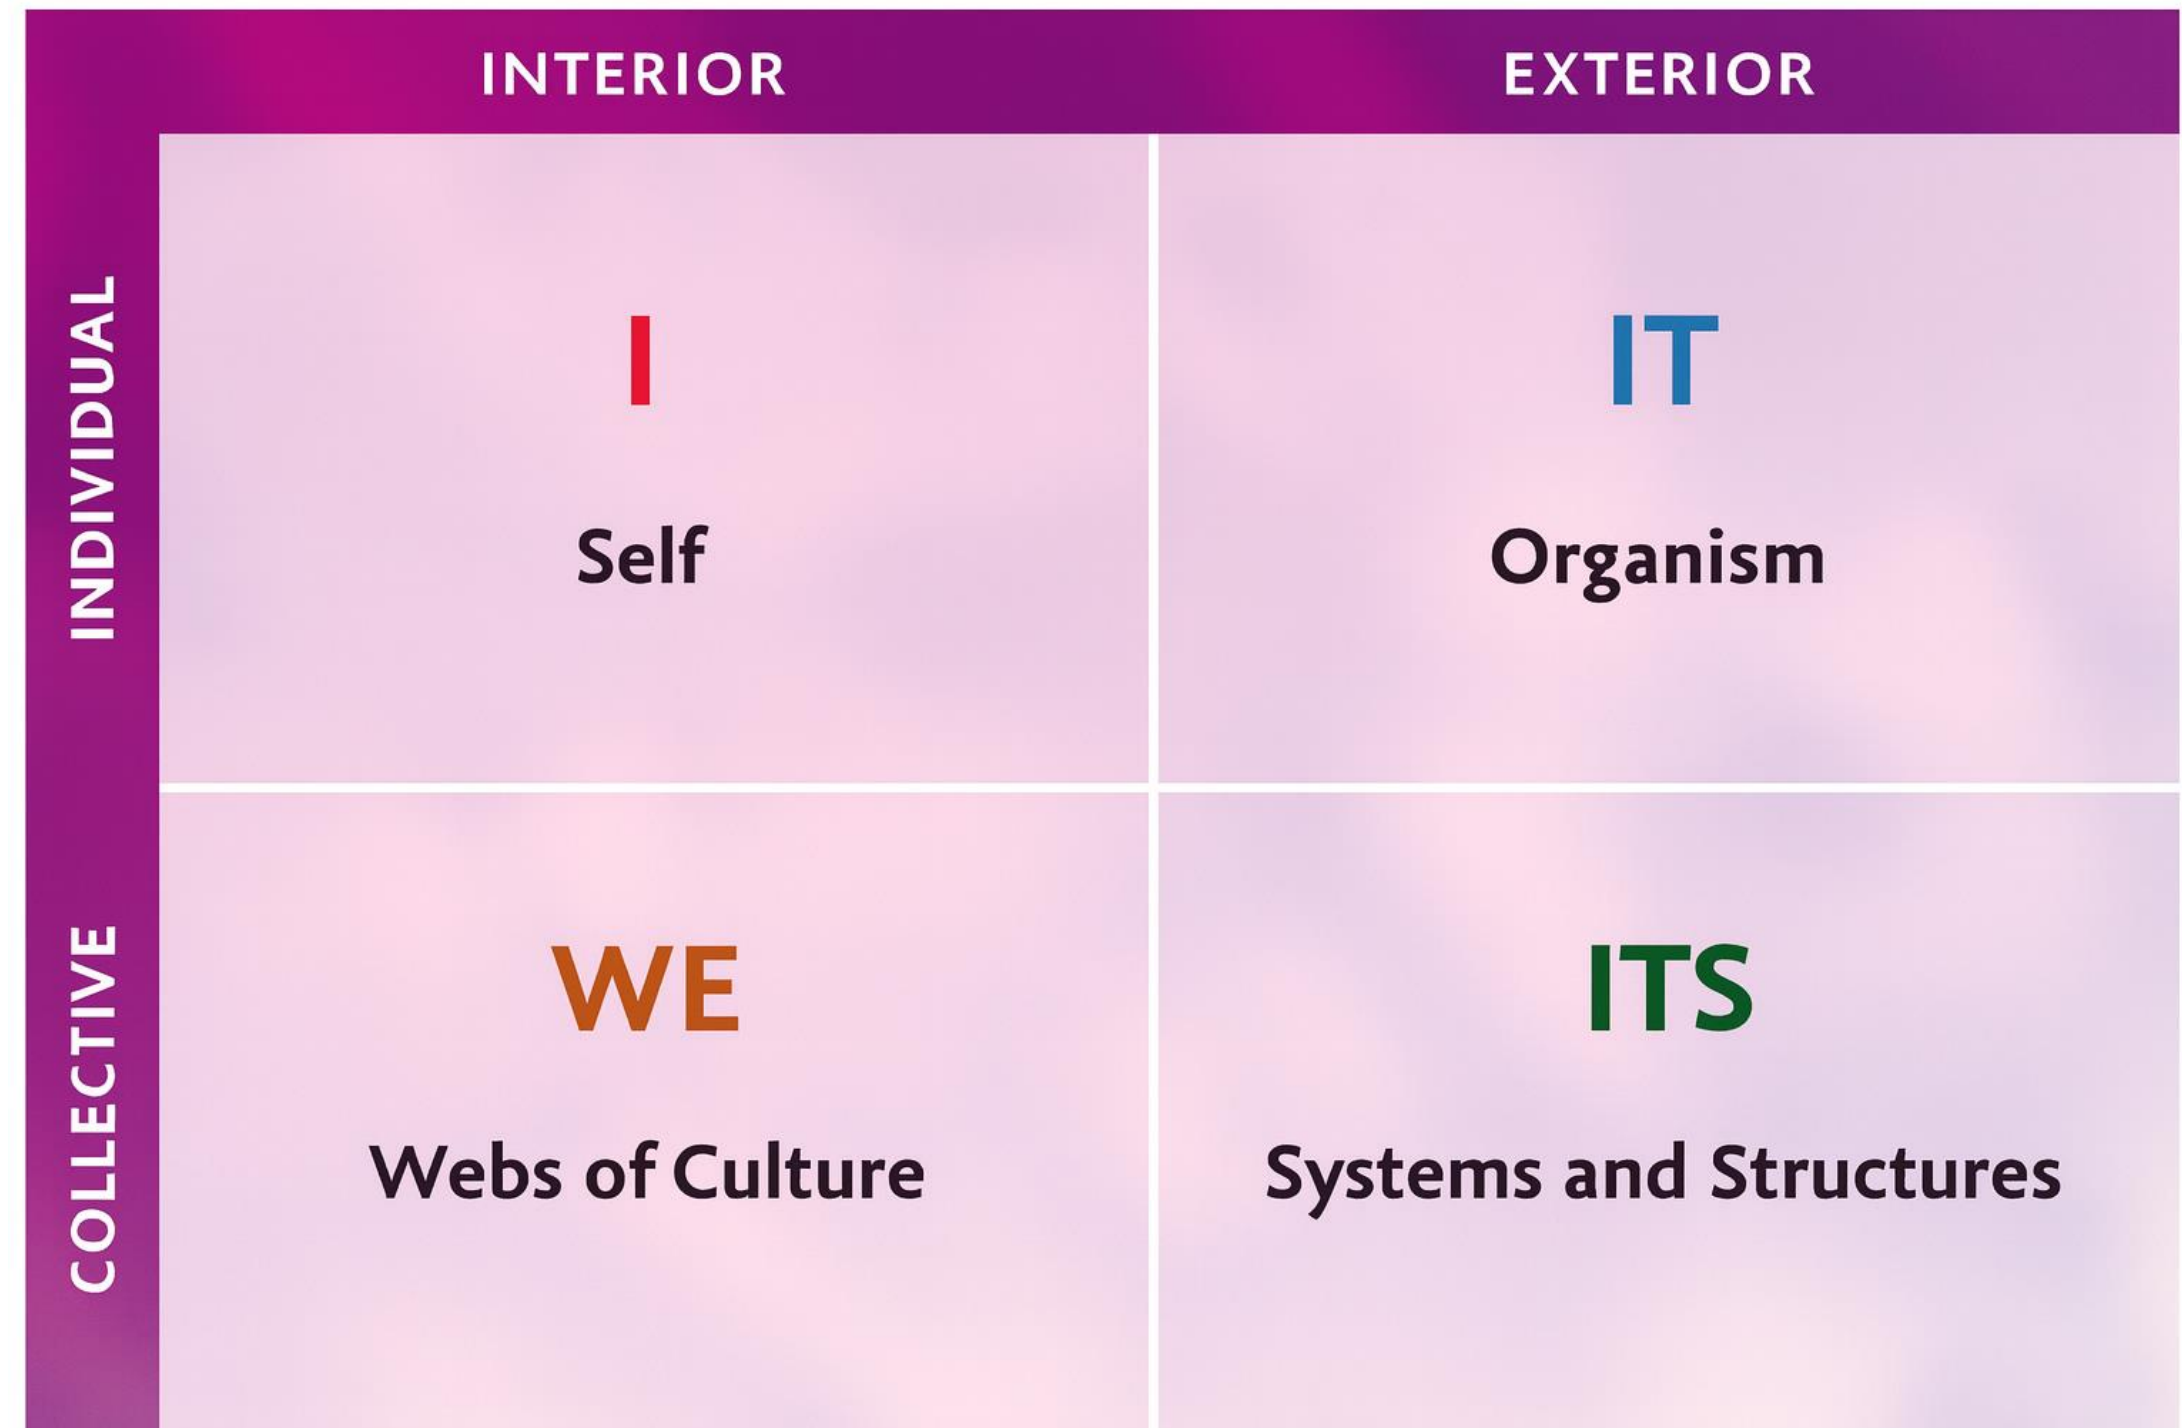 INTERIOR EXTERIOR
INDIVIDUAL
I
IT
Self
Organism
COLLECTIVE
WE
ITS
Webs of Culture
Systems and Structures